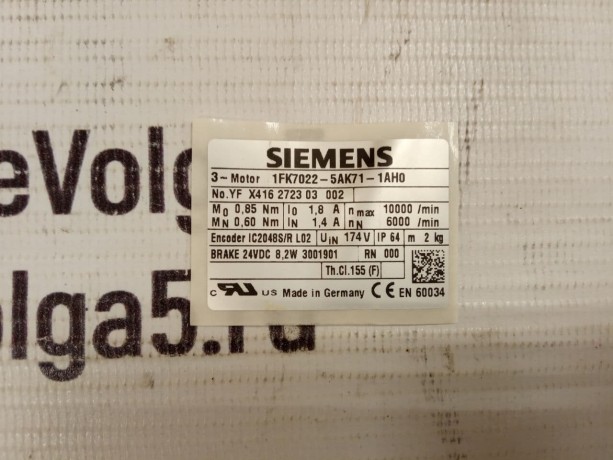 eVolg
olga5.ru
SIEMENS
3~Motor 1FK7022-5AK71-1AH0
No.YF X416 2723 03 002
M0 0,85 Nm I0 1,8 A nmax 10000 /min
MN 0,60 Nm IN 1,4 A nN 6000 /min
Encoder IC2048S/R L02 UIN 174V IP 64 m 2 kg
BRAKE 24VDC 8,2W 3001901 RN 000
Th.Cl.155 (F)
c RU US Made in Germany CE EN 60034